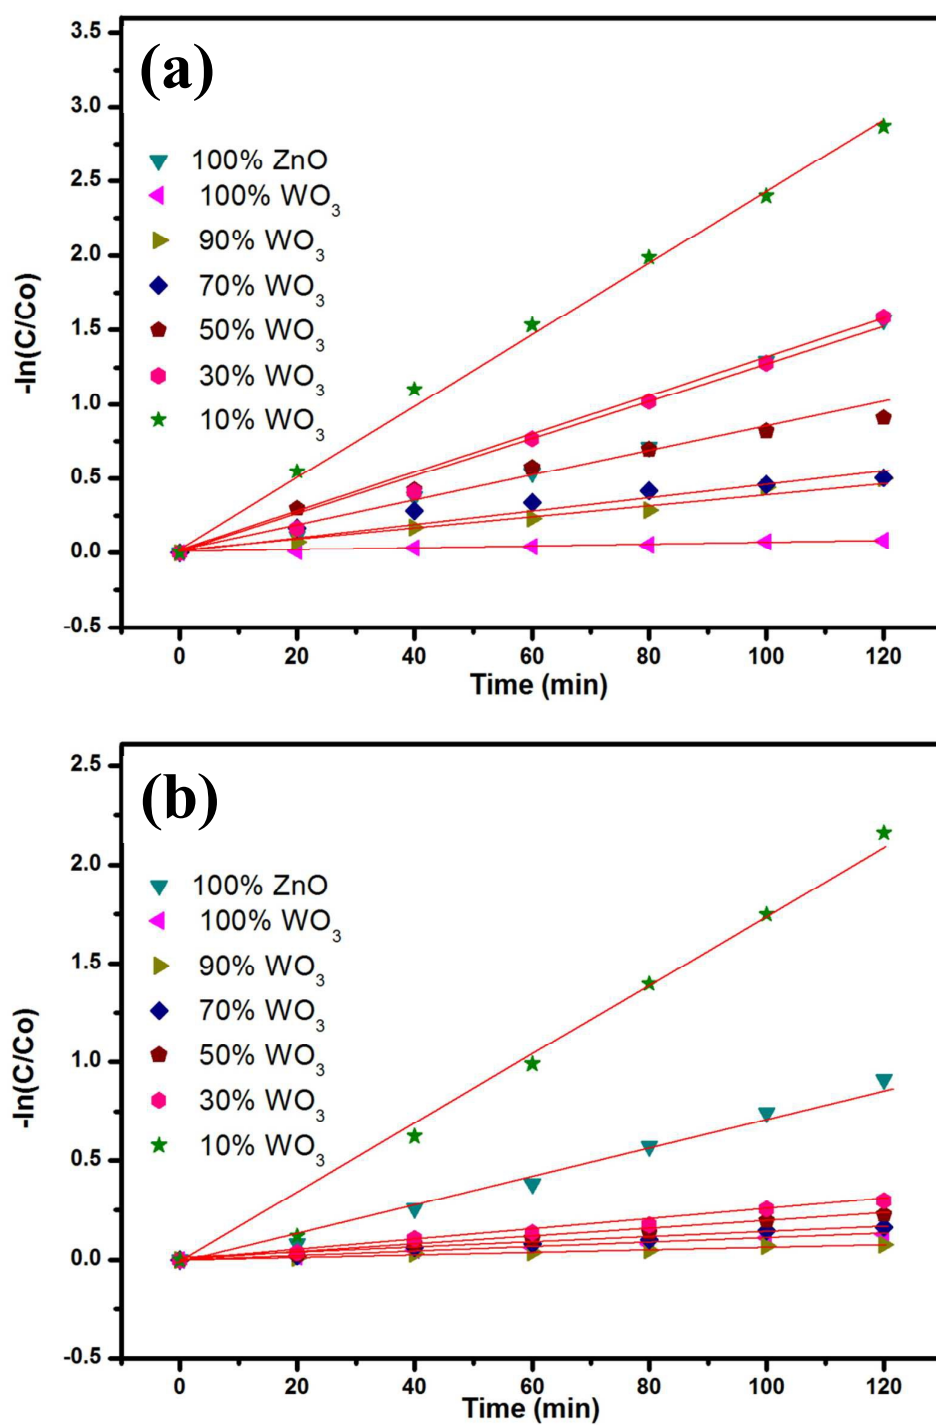 (a)
3.5
3.0
2.5
2.0
1.5
1.0
0.5
0.0
-0.5
-ln(C/Co)
100% ZnO
100% WO3
90% WO3
70% WO3
50% WO3
30% WO3
10% WO3
0 20 40 60 80 100 120
Time (min)
(b)
2.5
2.0
1.5
1.0
0.5
0.0
-0.5
-ln(C/Co)
100% ZnO
100% WO3
90% WO3
70% WO3
50% WO3
30% WO3
10% WO3
0 20 40 60 80 100 120
Time (min)